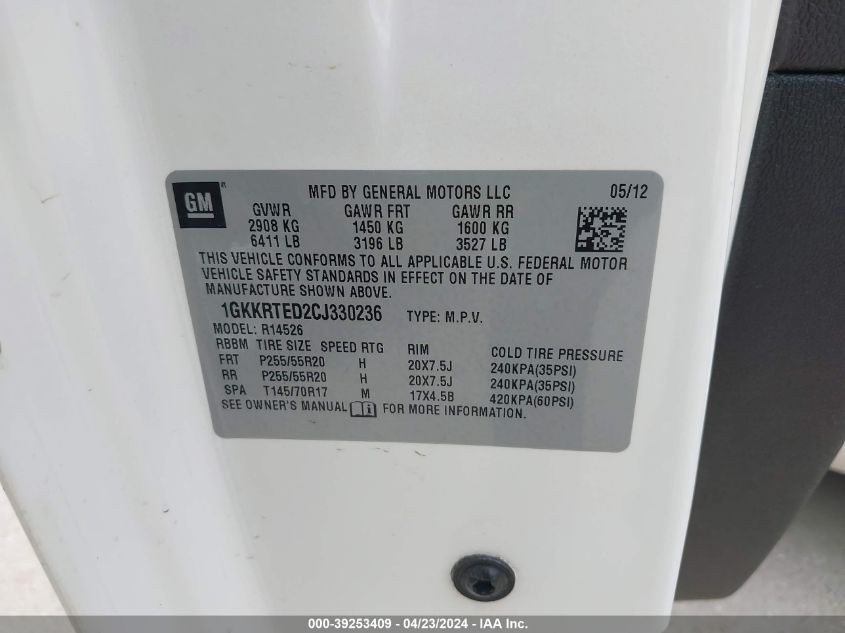 GM
MFD BY GENERAL MOTORS LLC 05/12
GVWR GAWR FRT GAWR RR
2908 KG 1450 KG 1600 KG
6411 LB 3196 LB 3527 LB
THIS VEHICLE CONFORMS TO ALL APPLICABLE U.S. FEDERAL MOTOR
VEHICLE SAFETY STANDARDS IN EFFECT ON THE DATE OF
MANUFACTURE SHOWN ABOVE.
1GKKRTED2CJ330236 TYPE: M.P.V.
MODEL: R14526
RBBM TIRE SIZE SPEED RTG RIM COLD TIRE PRESSURE
FRT P255/55R20 H 20X7.5J 240KPA(35PSI)
RR P255/55R20 H 20X7.5J 240KPA(35PSI)
SPA T145/70R17 M 17X4.5B 420KPA(60PSI)
SEE OWNER'S MANUAL FOR MORE INFORMATION.
000-39253409 - 04/23/2024 - IAA Inc.